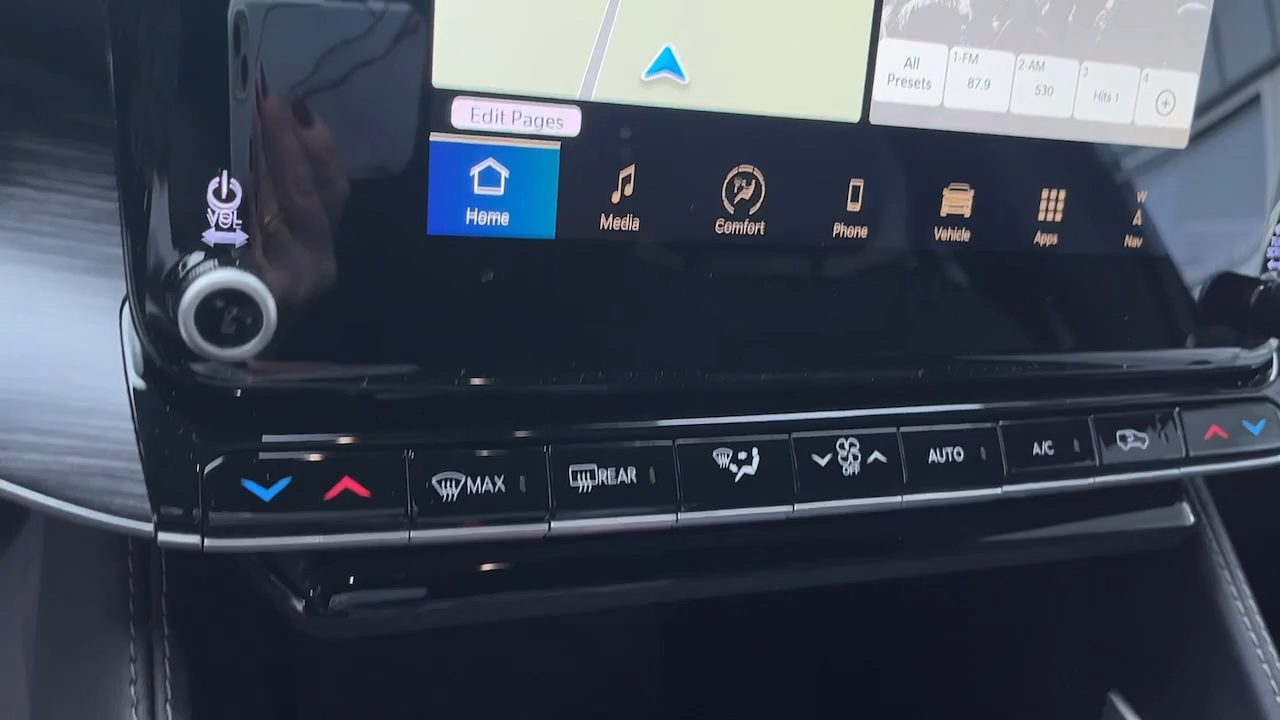 All
Presets
1-FM
87.9
2-AM
530
3
Hits 1
4
Edit Pages
Home
Media
Comfort
Phone
Vehicle
Apps
W
A
Nav
VOL
MAX
REAR
OFF
AUTO
A/C